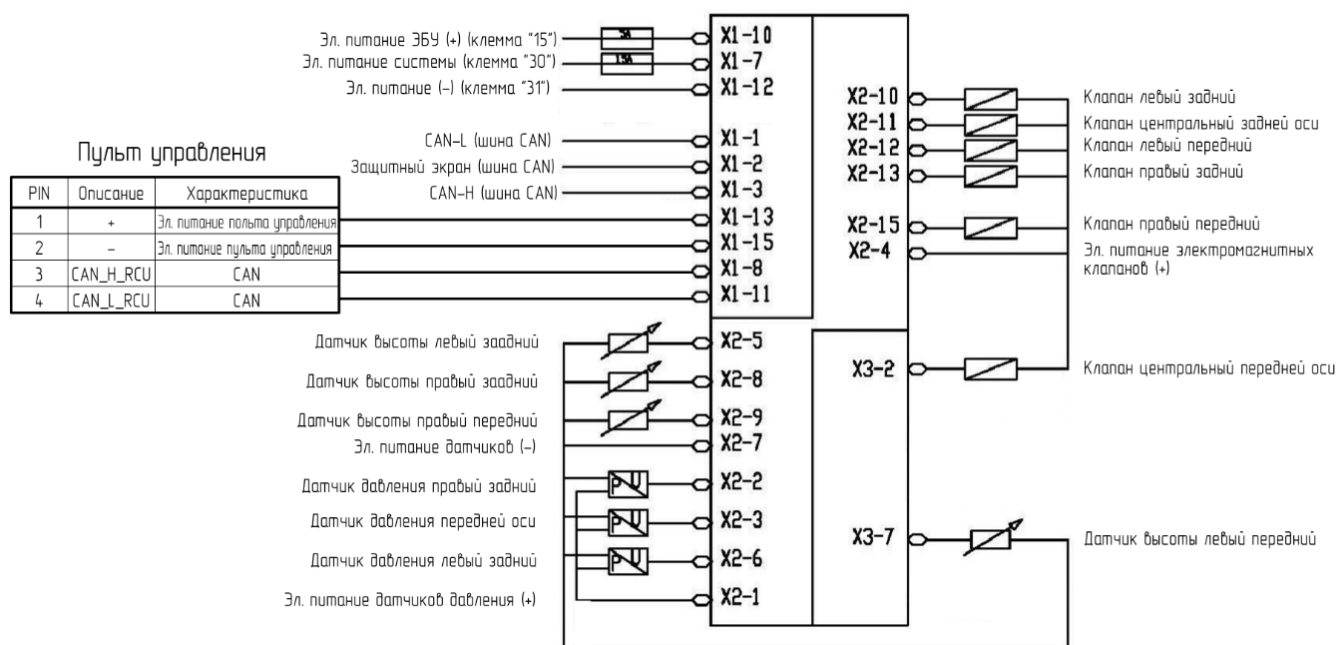 Эл. питание ЭБУ (+) (клемма "15")
5A
X1-10
Эл. питание системы (клемма "30")
15A
X1-7
Эл. питание (-) (клемма "31")
X1-12
CAN-L (шина CAN)
X1-1
Защитный экран (шина CAN)
X1-2
CAN-H (шина CAN)
X1-3
Пульт управления
PIN Описание Характеристика
1 + Эл. питание польта управления
X1-13
2 - Эл. питание пульта управления
X1-15
3 CAN_H_RCU CAN
X1-8
4 CAN_L_RCU CAN
X1-11
Датчик высоты левый заадний
X2-5
Датчик высоты правый заадний
X2-8
Датчик высоты правый передний
X2-9
Эл. питание датчиков (-)
X2-7
Датчик давления правый задний
P U
X2-2
Датчик давления передней оси
P U
X2-3
Датчик давления левый задний
P U
X2-6
Эл. питание датчиков давления (+)
X2-1
X2-10
Клапан левый задний
X2-11
Клапан центральный задней оси
X2-12
Клапан левый передний
X2-13
Клапан правый задний
X2-15
Клапан правый передний
X2-4
Эл. питание электромагнитных
клапанов (+)
X3-2
Клапан центральный передней оси
X3-7
Датчик высоты левый передний